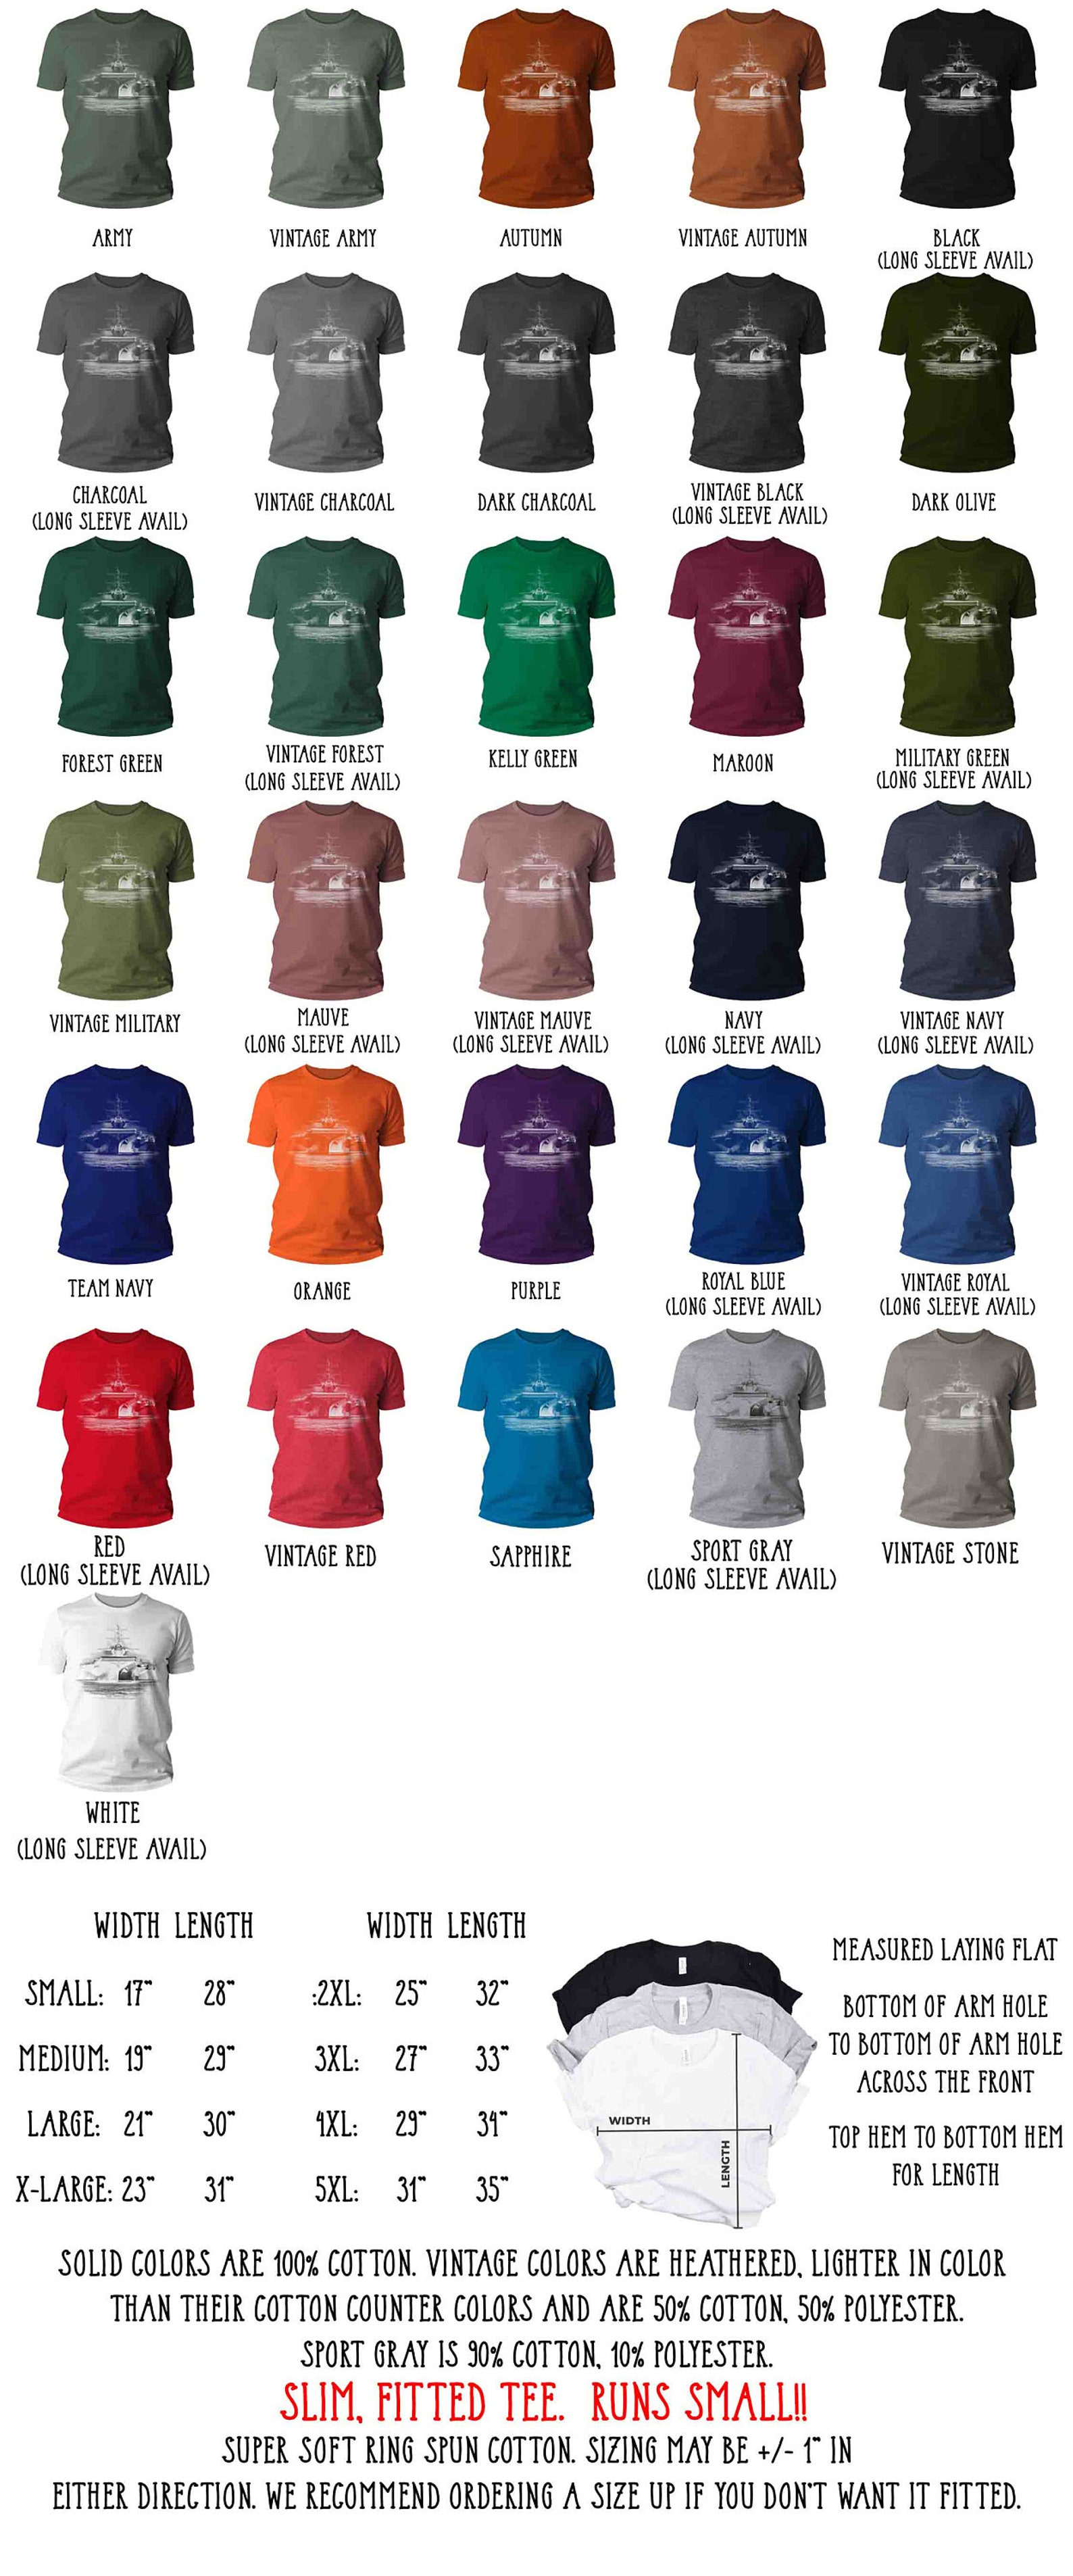 ARMY
VINTAGE ARMY
AUTUMN
VINTAGE AUTUMN
BLACK
(LONG SLEEVE AVAIL)
CHARCOAL
(LONG SLEEVE AVAIL)
VINTAGE CHARCOAL
DARK CHARCOAL
VINTAGE BLACK
(LONG SLEEVE AVAIL)
DARK OLIVE
FOREST GREEN
VINTAGE FOREST
(LONG SLEEVE AVAIL)
KELLY GREEN
MAROON
MILITARY GREEN
(LONG SLEEVE AVAIL)
VINTAGE MILITARY
MAUVE
(LONG SLEEVE AVAIL)
VINTAGE MAUVE
(LONG SLEEVE AVAIL)
NAVY
(LONG SLEEVE AVAIL)
VINTAGE NAVY
(LONG SLEEVE AVAIL)
TEAM NAVY
ORANGE
PURPLE
ROYAL BLUE
(LONG SLEEVE AVAIL)
VINTAGE ROYAL
(LONG SLEEVE AVAIL)
RED
(LONG SLEEVE AVAIL)
VINTAGE RED
SAPPHIRE
SPORT GRAY
(LONG SLEEVE AVAIL)
VINTAGE STONE
WHITE
(LONG SLEEVE AVAIL)
WIDTH LENGTH
SMALL: 17" 28"
MEDIUM: 19" 29"
LARGE: 21" 30"
X-LARGE: 23" 31"
WIDTH LENGTH
:2XL: 25" 32"
3XL: 27" 33"
4XL: 29" 34"
5XL: 31" 35"
WIDTH
LENGTH
MEASURED LAYING FLAT
BOTTOM OF ARM HOLE
TO BOTTOM OF ARM HOLE
ACROSS THE FRONT
TOP HEM TO BOTTOM HEM
FOR LENGTH
SOLID COLORS ARE 100% COTTON. VINTAGE COLORS ARE HEATHERED, LIGHTER IN COLOR
THAN THEIR COTTON COUNTER COLORS AND ARE 50% COTTON, 50% POLYESTER.
SPORT GRAY IS 90% COTTON, 10% POLYESTER.
SLIM, FITTED TEE. RUNS SMALL!!
SUPER SOFT RING SPUN COTTON. SIZING MAY BE +/- 1" IN
EITHER DIRECTION. WE RECOMMEND ORDERING A SIZE UP IF YOU DON'T WANT IT FITTED.